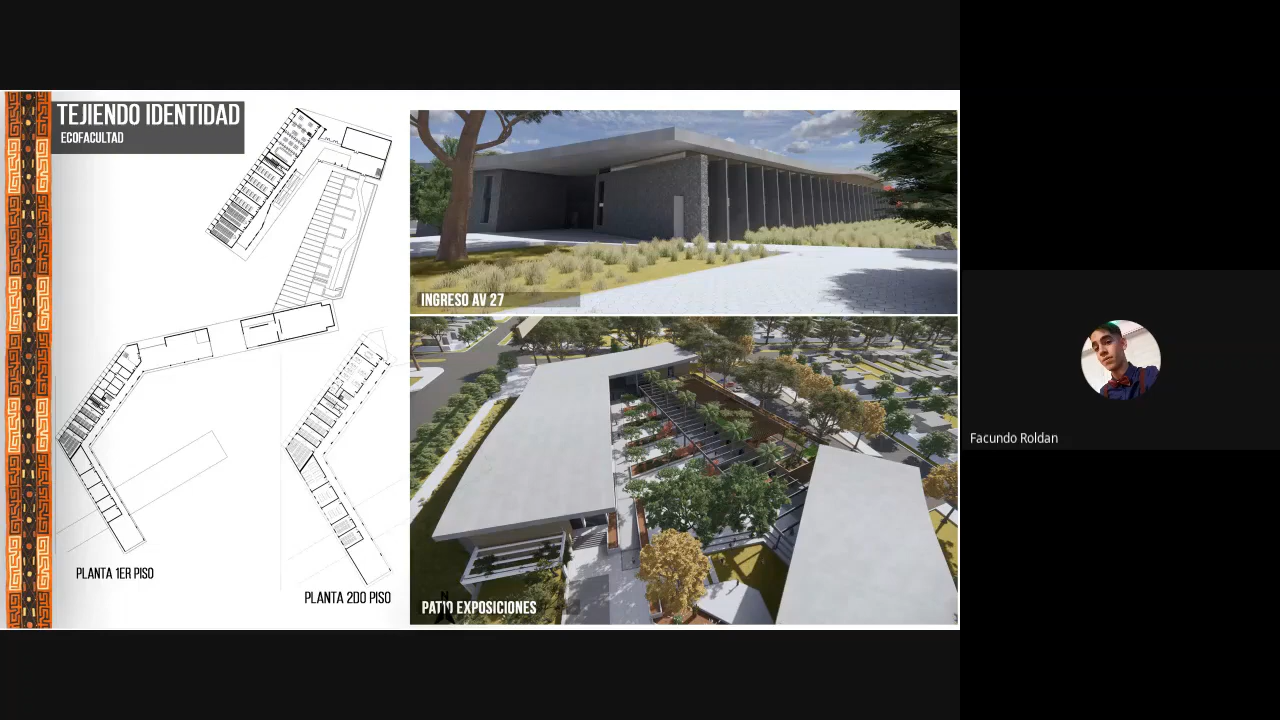 TEJIENDO IDENTIDAD
ECOFACULTAD
INGRESO AV 27
PLANTA 1ER PISO
PLANTA 2DO PISO
PATIO EXPOSICIONES
N
Facundo Roldan